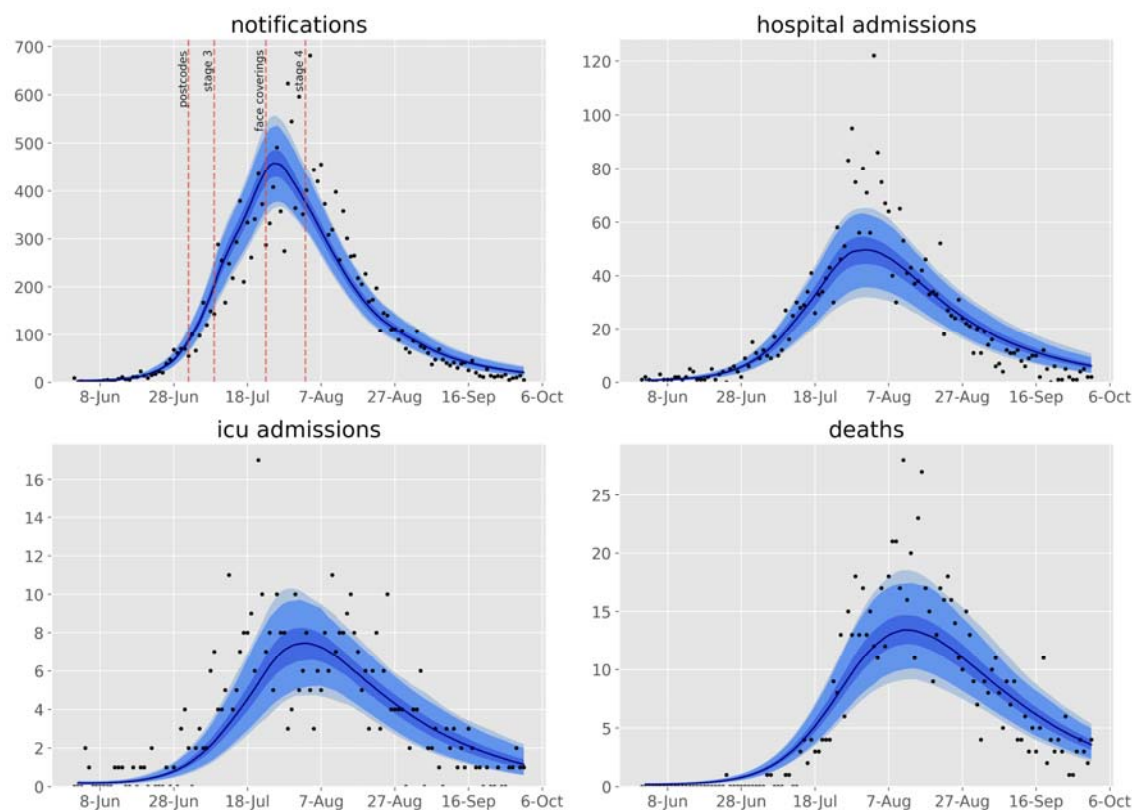 notifications
700
600
500
400
300
200
100
0
postcodes
stage 3
face coverings
stage 4
8-Jun 28-Jun 18-Jul 7-Aug 27-Aug 16-Sep 6-Oct
hospital admissions
120
100
80
60
40
20
0
8-Jun 28-Jun 18-Jul 7-Aug 27-Aug 16-Sep 6-Oct
icu admissions
16
14
12
10
8
6
4
2
0
8-Jun 28-Jun 18-Jul 7-Aug 27-Aug 16-Sep 6-Oct
deaths
25
20
15
10
5
0
8-Jun 28-Jun 18-Jul 7-Aug 27-Aug 16-Sep 6-Oct